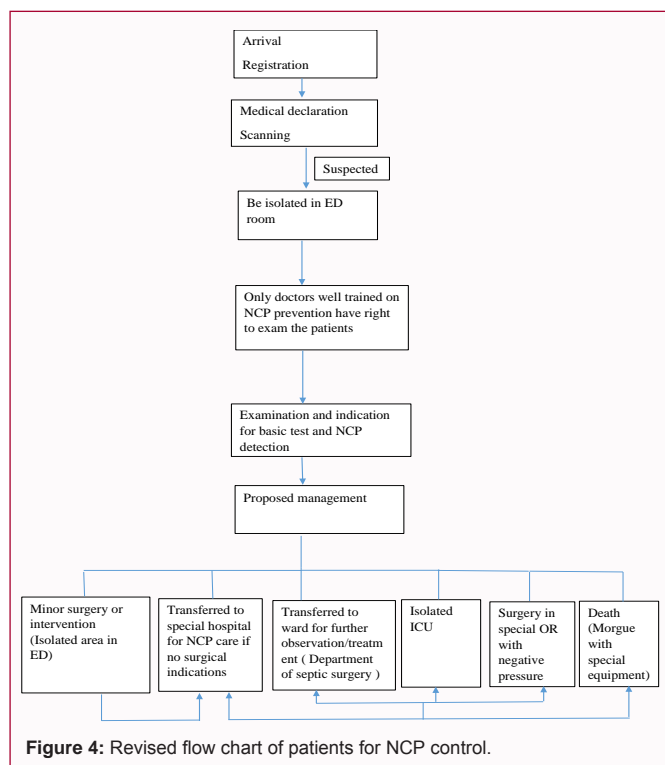 Arrival
Registration
Medical declaration
Scanning
Suspected
Be isolated in ED
room
Only doctors well trained on
NCP prevention have right
to exam the patients
Examination and indication
for basic test and NCP
detection
Proposed management
Minor surgery or
intervention
(Isolated area in
ED)
Transferred to
special hospital
for NCP care if
no surgical
indications
Transferred to
ward for further
observation/treatm
ent ( Department
of septic surgery )
Isolated
ICU
Surgery in
special OR
with
negative
pressure
Death
(Morgue
with
special
equipment)
Figure 4: Revised flow chart of patients for NCP control.